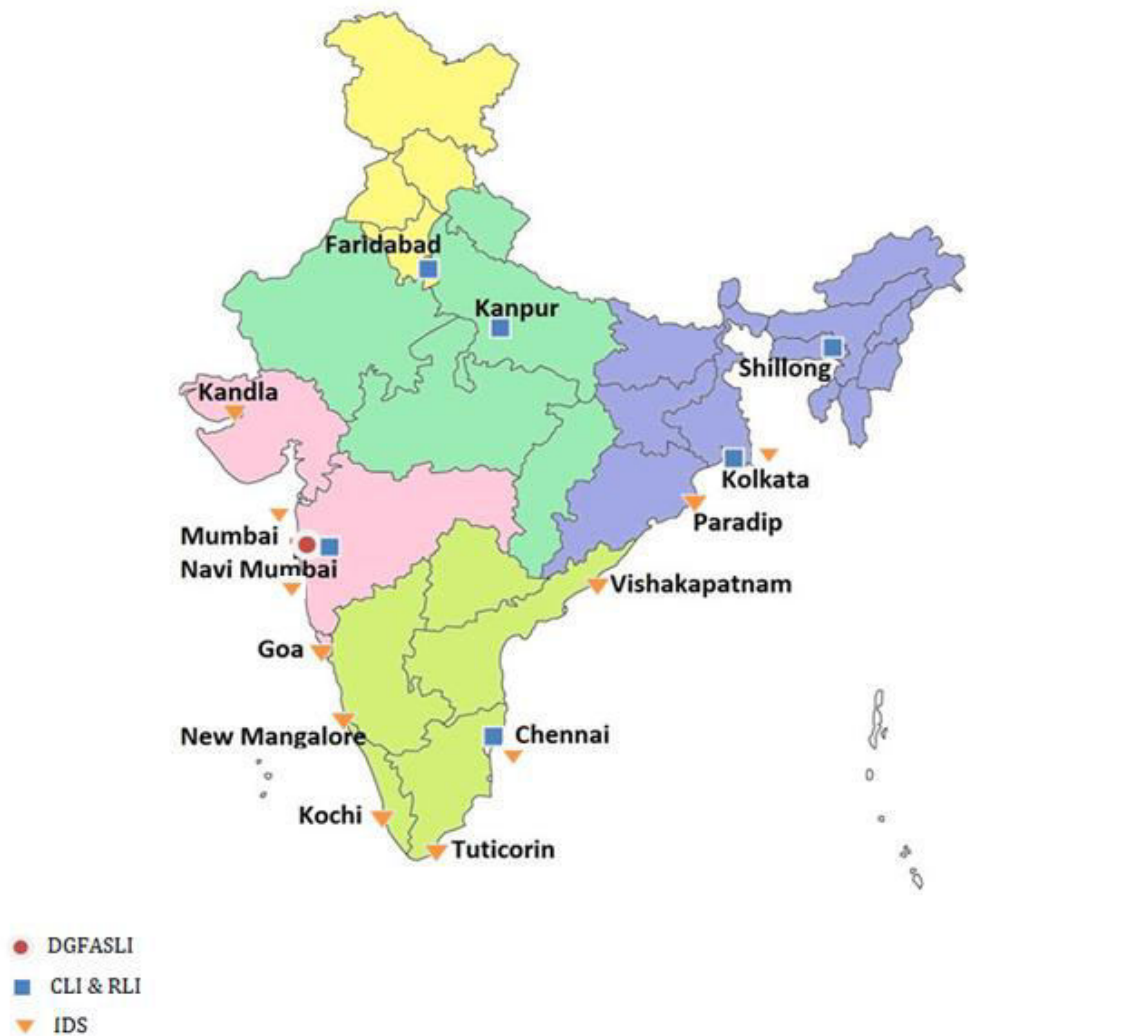 Faridabad
Kanpur
Shillong
Kandla
Kolkata
Paradip
Mumbai
Navi Mumbai
Vishakapatnam
Goa
New Mangalore
Chennai
Kochi
Tuticorin
DGFASLI
CLI & RLI
IDS